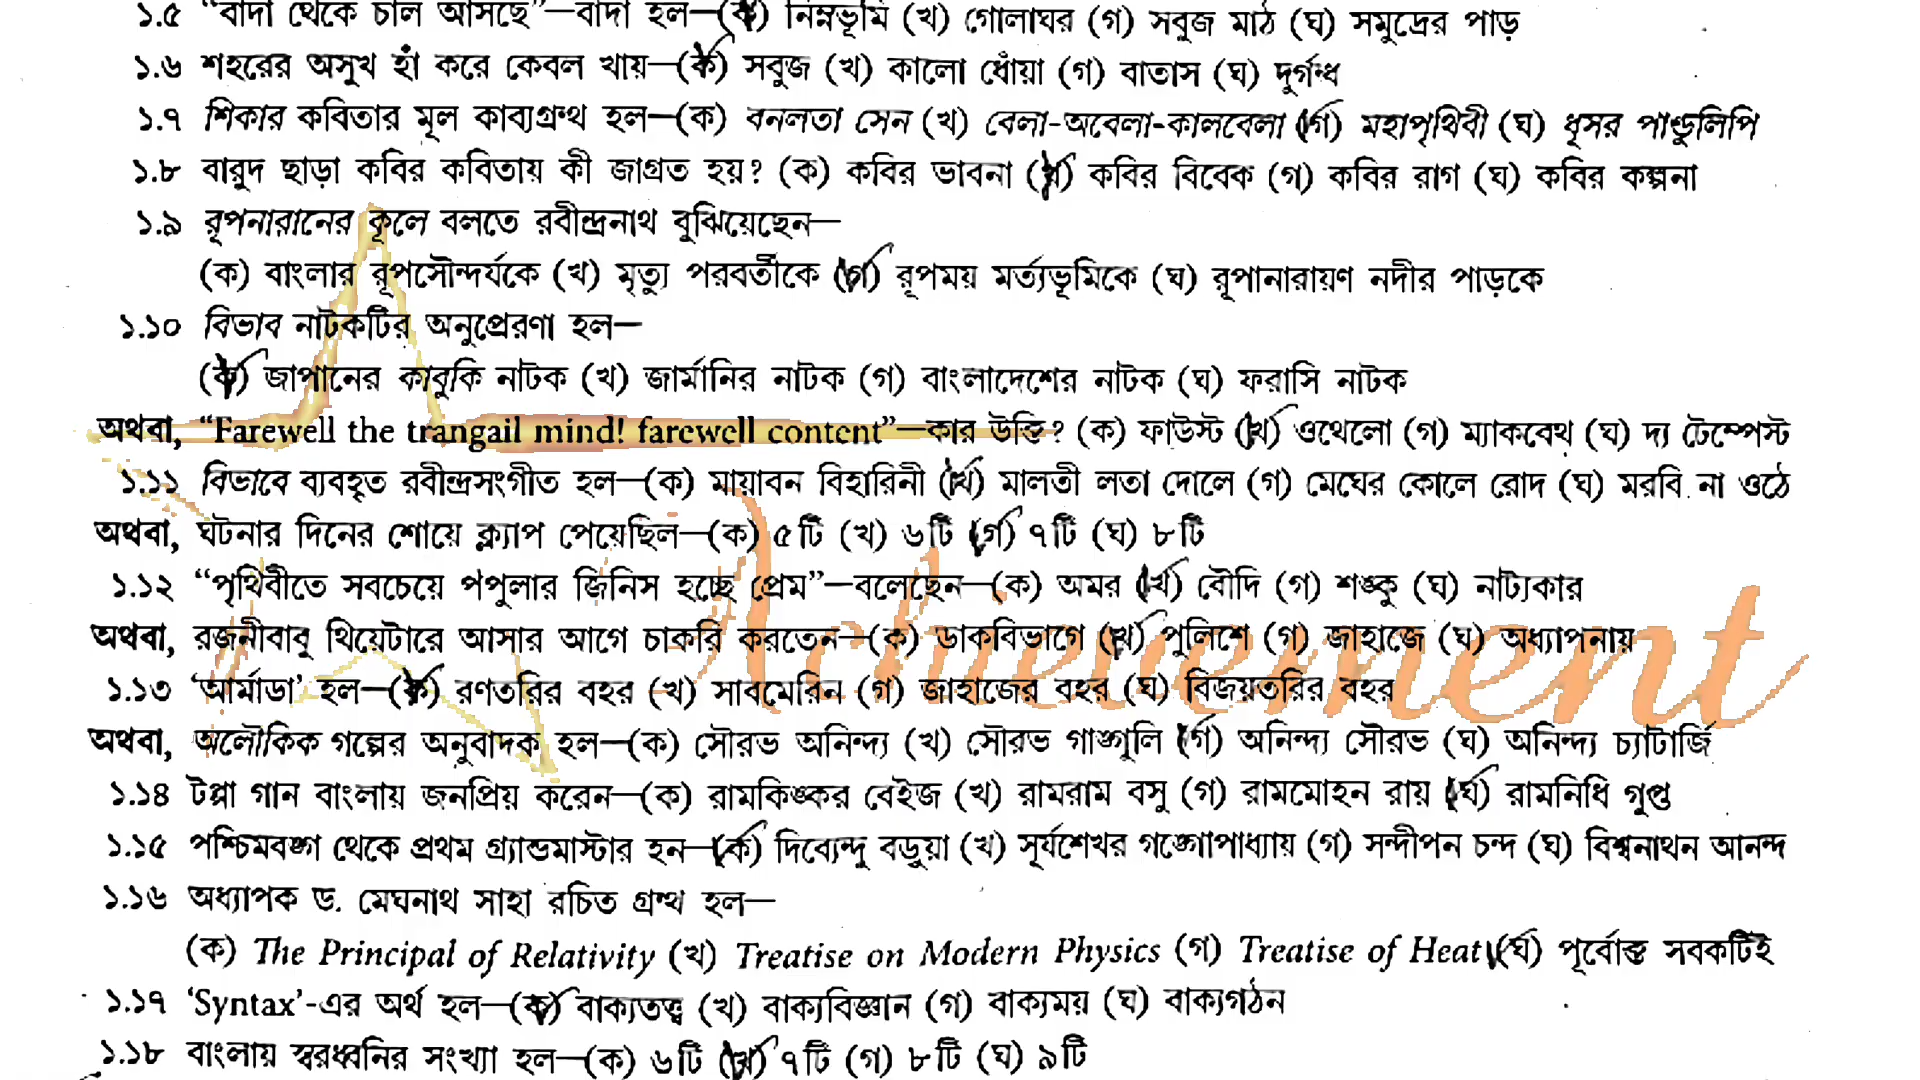 ১.৫ “বাদা থেকে চাল আসছে”—বাদা হল—(ক) নিম্নভূমি (খ) গোলাঘর (গ) সবুজ মাঠ (ঘ) সমুদ্রের পাড়
১.৬ শহরের অসুখ হাঁ করে কেবল খায়—(ক) সবুজ (খ) কালো ধোঁয়া (গ) বাতাস (ঘ) দুর্গন্ধ
১.৭ শিকার কবিতার মূল কাব্যগ্রন্থ হল—(ক) বনলতা সেন (খ) বেলা-অবেলা-কালবেলা (গ) মহাপৃথিবী (ঘ) ধূসর পাণ্ডুলিপি
১.৮ বারুদ ছাড়া কবির কবিতায় কী জাগ্রত হয়? (ক) কবির ভাবনা (খ) কবির বিবেক (গ) কবির রাগ (ঘ) কবির কল্পনা
১.৯ রূপনারানের কূলে বলতে রবীন্দ্রনাথ বুঝিয়েছেন—
(ক) বাংলার রূপসৌন্দর্যকে (খ) মৃত্যু পরবর্তীকে (গ) রূপময় মর্ত্যভূমিকে (ঘ) রূপানারায়ণ নদীর পাড়কে
১.১০ বিভাব নাটকটির অনুপ্রেরণা হল—
(ক) জাপানের কাবুকি নাটক (খ) জার্মানির নাটক (গ) বাংলাদেশের নাটক (ঘ) ফরাসি নাটক
অথবা, “Farewell the trangail mind! farewell content”—কার উক্তি? (ক) ফাউস্ট (খ) ওথেলো (গ) ম্যাকবেথ (ঘ) দ্য টেম্পেস্ট
১.১১ বিভাবে ব্যবহৃত রবীন্দ্রসংগীত হল—(ক) মায়াবন বিহারিনী (খ) মালতী লতা দোলে (গ) মেঘের কোলে রোদ (ঘ) মরবি না ওঠে
অথবা, ঘটনার দিনের শোয়ে ক্ল্যাপ পেয়েছিল—(ক) ৫টি (খ) ৬টি (গ) ৭টি (ঘ) ৮টি
১.১২ “পৃথিবীতে সবচেয়ে পপুলার জিনিস হচ্ছে প্রেম”—বলেছেন—(ক) অমর (খ) বৌদি (গ) শম্ভু (ঘ) নাট্যকার
অথবা, রজনীবাবু থিয়েটারে আসার আগে চাকরি করতেন—(ক) ডাকবিভাগে (খ) পুলিশে (গ) জাহাজে (ঘ) অধ্যাপনায়
১.১৩ ‘আর্মাডা’ হল—(ক) রণতরির বহর (খ) সাবমেরিন (গ) জাহাজের বহর (ঘ) বিজয়তরির বহর
অথবা, অলৌকিক গল্পের অনুবাদক হল—(ক) সৌরভ অনিন্দ্য (খ) সৌরভ গাঙ্গুলি (গ) অনিন্দ্য সৌরভ (ঘ) অনিন্দ্য চ্যাটার্জি
১.১৪ টপ্পা গান বাংলায় জনপ্রিয় করেন—(ক) রামকিঙ্কর বেইজ (খ) রামরাম বসু (গ) রামমোহন রায় (ঘ) রামনিধি গুপ্ত
১.১৫ পশ্চিমবঙ্গ থেকে প্রথম গ্র্যান্ডমাস্টার হন—(ক) দিব্যেন্দু বড়ুয়া (খ) সূর্যশেখর গঙ্গোপাধ্যায় (গ) সন্দীপন চন্দ (ঘ) বিশ্বনাথন আনন্দ
১.১৬ অধ্যাপক ড. মেঘনাথ সাহা রচিত গ্রন্থ হল—
(ক) The Principal of Relativity (খ) Treatise on Modern Physics (গ) Treatise of Heat (ঘ) পূর্বোক্ত সবকটিই
১.১৭ ‘Syntax’-এর অর্থ হল—(ক) বাক্যতত্ত্ব (খ) বাক্যবিজ্ঞান (গ) বাক্যময় (ঘ) বাক্যগঠন
১.১৮ বাংলায় স্বরধ্বনির সংখ্যা হল—(ক) ৬টি (খ) ৭টি (গ) ৮টি (ঘ) ৯টি
Achievement